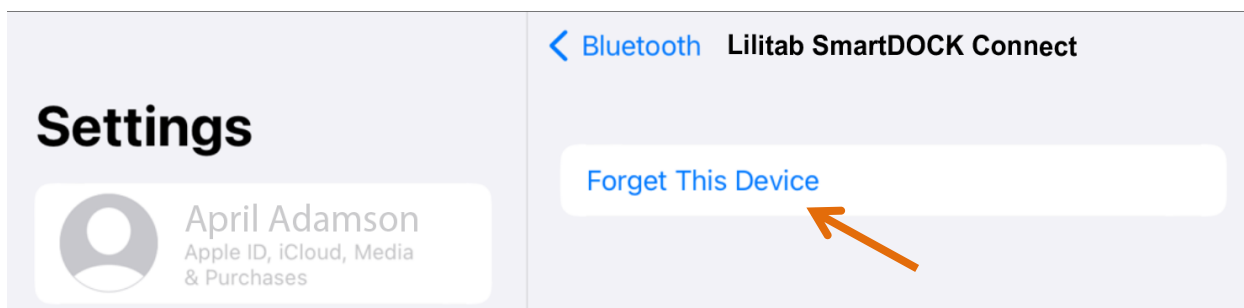 Bluetooth Lilitab SmartDOCK Connect
Settings
Forget This Device
April Adamson
Apple ID, iCloud, Media
& Purchases